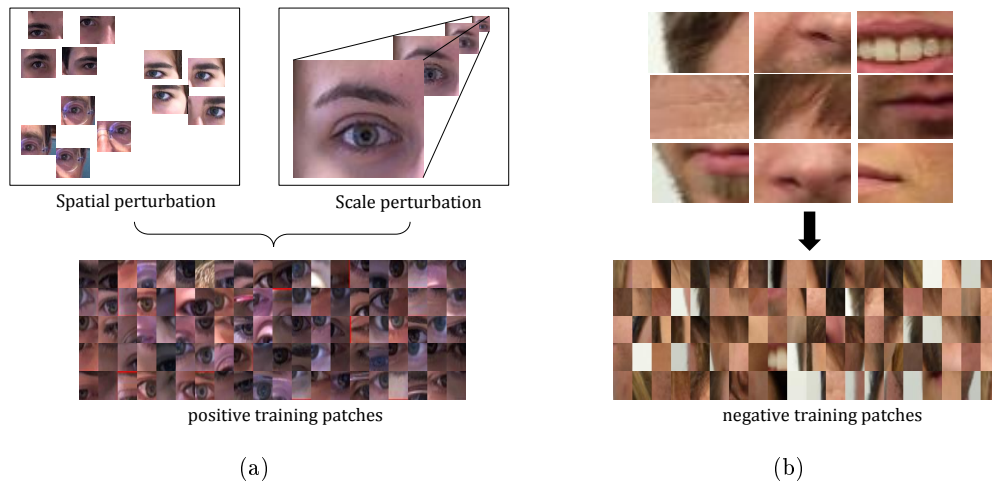 Spatial perturbation
Scale perturbation
positive training patches
negative training patches
(a)
(b)